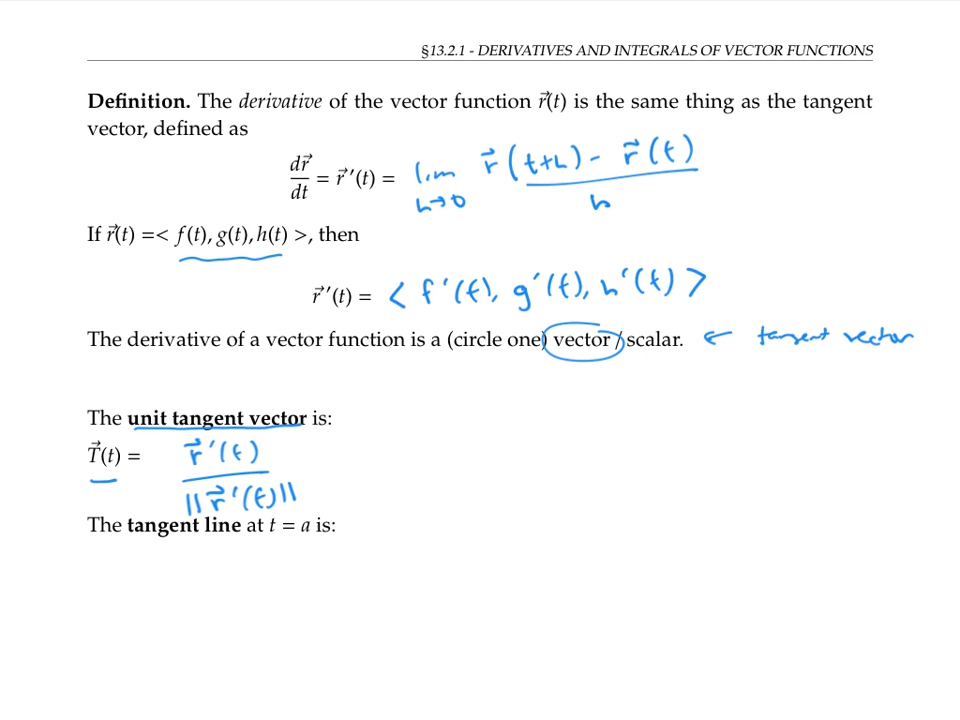 §13.2.1 - DERIVATIVES AND INTEGRALS OF VECTOR FUNCTIONS
Definition. The derivative of the vector function r⃗(t) is the same thing as the tangent
vector, defined as
dr⃗/dt = r⃗ ′(t) = lim h→0 (r⃗(t+h) - r⃗(t))/h
If r⃗(t) =< f(t), g(t), h(t) >, then
r⃗ ′(t) = < f′(t), g′(t), h′(t) >
The derivative of a vector function is a (circle one) vector / scalar. ← tangent vector
The unit tangent vector is:
T⃗(t) = r⃗ ′(t) / ||r⃗ ′(t)||
The tangent line at t = a is: